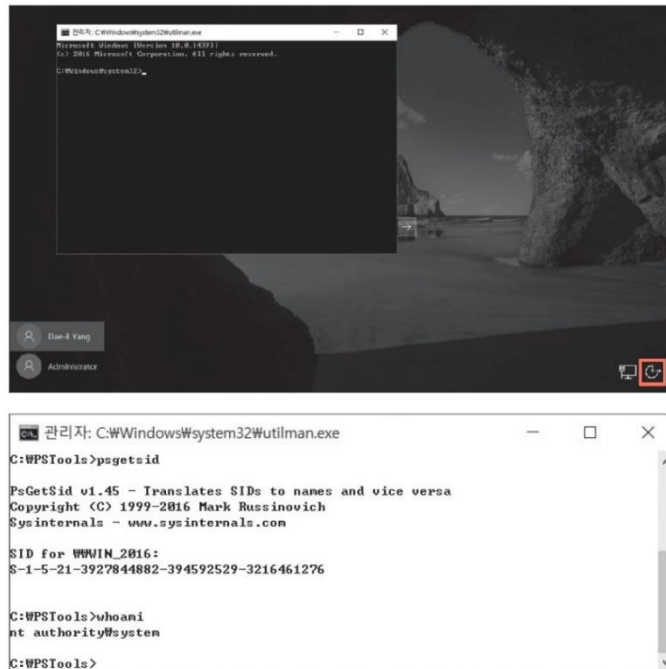 관리자: C:₩Windows₩system32₩utilman.exe
Microsoft Windows [Version 10.0.14393]
(c) 2016 Microsoft Corporation. All rights reserved.
C:₩Windows₩system32>
Dae-il Yang
Administrator
관리자: C:₩Windows₩system32₩utilman.exe
C:₩PSTools>psgetsid
PsGetSid v1.45 - Translates SIDs to names and vice versa
Copyright (C) 1999-2016 Mark Russinovich
Sysinternals - www.sysinternals.com
SID for ₩₩WIN_2016:
S-1-5-21-3927844882-394592529-3216461276
C:₩PSTools>whoami
nt authority₩system
C:₩PSTools>